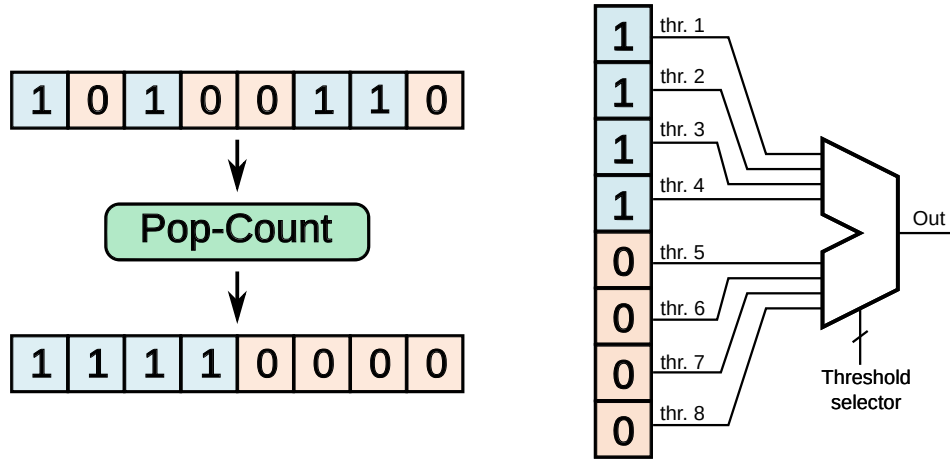 1 0 1 0 0 1 1 0
Pop-Count
1 1 1 1 0 0 0 0
1 thr. 1
1 thr. 2
1 thr. 3
1 thr. 4
0 thr. 5
0 thr. 6
0 thr. 7
0 thr. 8
Out
Threshold
selector